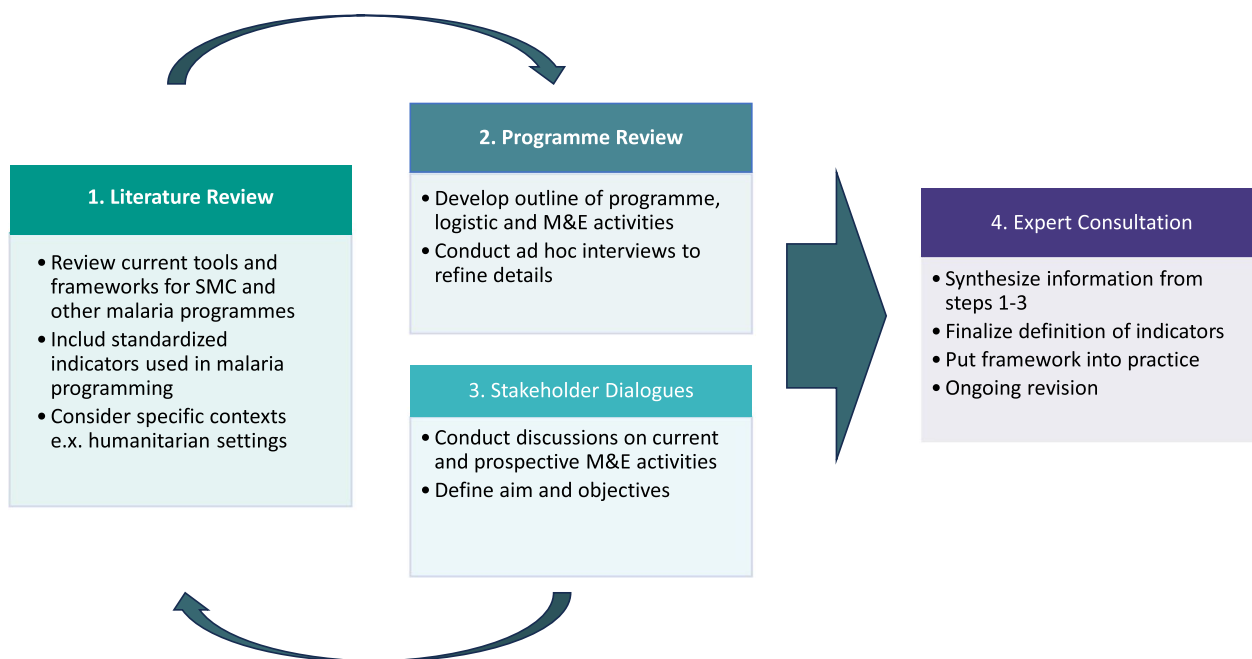 1. Literature Review
• Review current tools and
frameworks for SMC and
other malaria programmes
• Includ standardized
indicators used in malaria
programming
• Consider specific contexts
e.x. humanitarian settings
2. Programme Review
• Develop outline of programme,
logistic and M&E activities
• Conduct ad hoc interviews to
refine details
3. Stakeholder Dialogues
• Conduct discussions on current
and prospective M&E activities
• Define aim and objectives
4. Expert Consultation
• Synthesize information from
steps 1-3
• Finalize definition of indicators
• Put framework into practice
• Ongoing revision